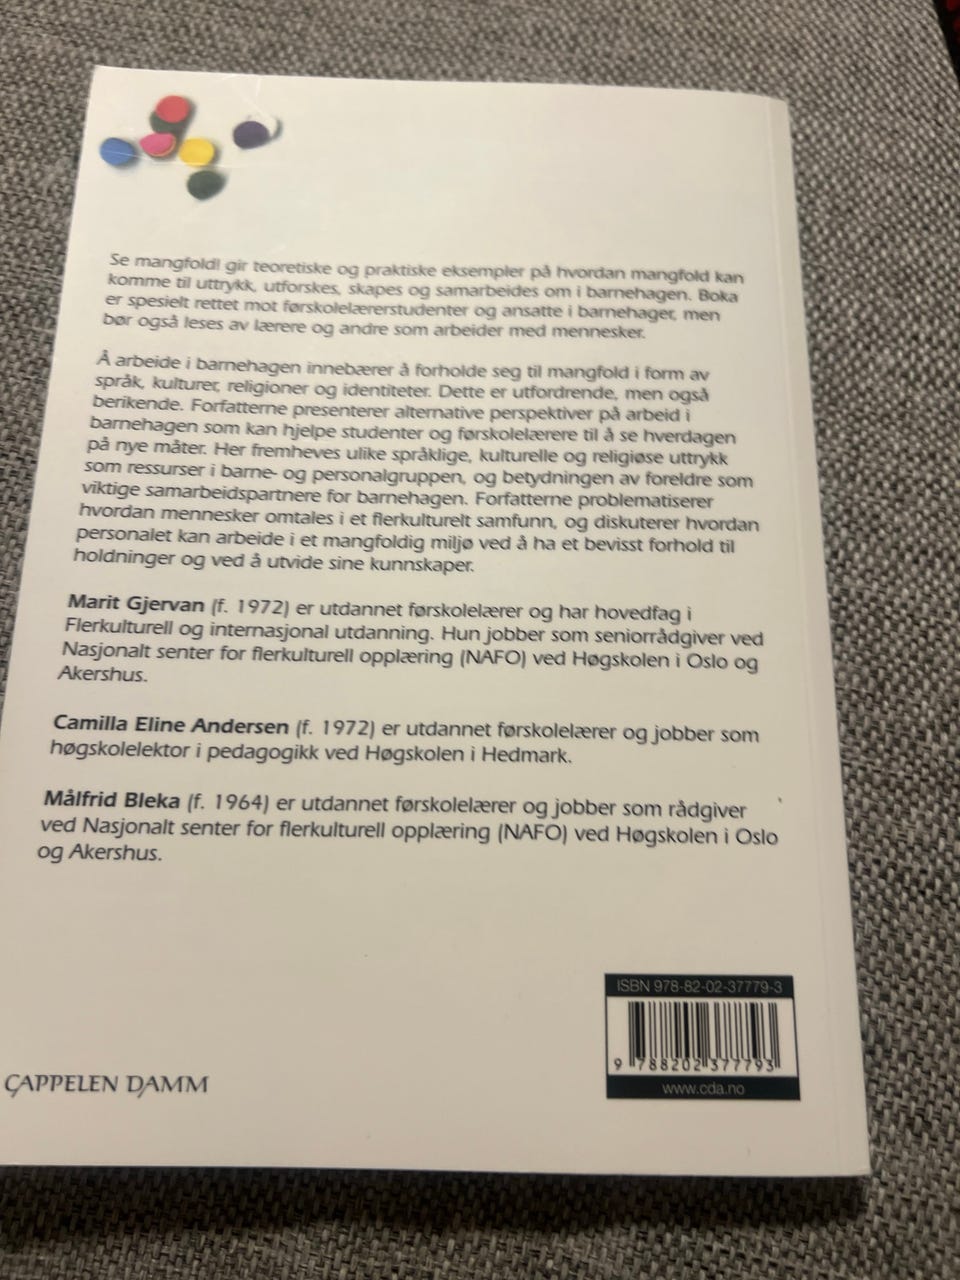 Se mangfold! gir teoretiske og praktiske eksempler på hvordan mangfold kan
komme til uttrykk, utforskes, skapes og samarbeides om i barnehagen. Boka
er spesielt rettet mot førskolelærerstudenter og ansatte i barnehager, men
bør også leses av lærere og andre som arbeider med mennesker.
Å arbeide i barnehagen innebærer å forholde seg til mangfold i form av
språk, kulturer, religioner og identiteter. Dette er utfordrende, men også
berikende. Forfatterne presenterer alternative perspektiver på arbeid i
barnehagen som kan hjelpe studenter og førskolelærere til å se hverdagen
på nye måter. Her fremheves ulike språklige, kulturelle og religiøse uttrykk
som ressurser i barne- og personalgruppen, og betydningen av foreldre som
viktige samarbeidspartnere for barnehagen. Forfatterne problematiserer
hvordan mennesker omtales i et flerkulturelt samfunn, og diskuterer hvordan
personalet kan arbeide i et mangfoldig miljø ved å ha et bevisst forhold til
holdninger og ved å utvide sine kunnskaper.
Marit Gjervan (f. 1972) er utdannet førskolelærer og har hovedfag i
Flerkulturell og internasjonal utdanning. Hun jobber som seniorrådgiver ved
Nasjonalt senter for flerkulturell opplæring (NAFO) ved Høgskolen i Oslo og
Akershus.
Camilla Eline Andersen (f. 1972) er utdannet førskolelærer og jobber som
høgskolelektor i pedagogikk ved Høgskolen i Hedmark.
Målfrid Bleka (f. 1964) er utdannet førskolelærer og jobber som rådgiver
ved Nasjonalt senter for flerkulturell opplæring (NAFO) ved Høgskolen i Oslo
og Akershus.
ISBN 978-82-02-37779-3
9 788202 377793
www.cda.no
CAPPELEN DAMM